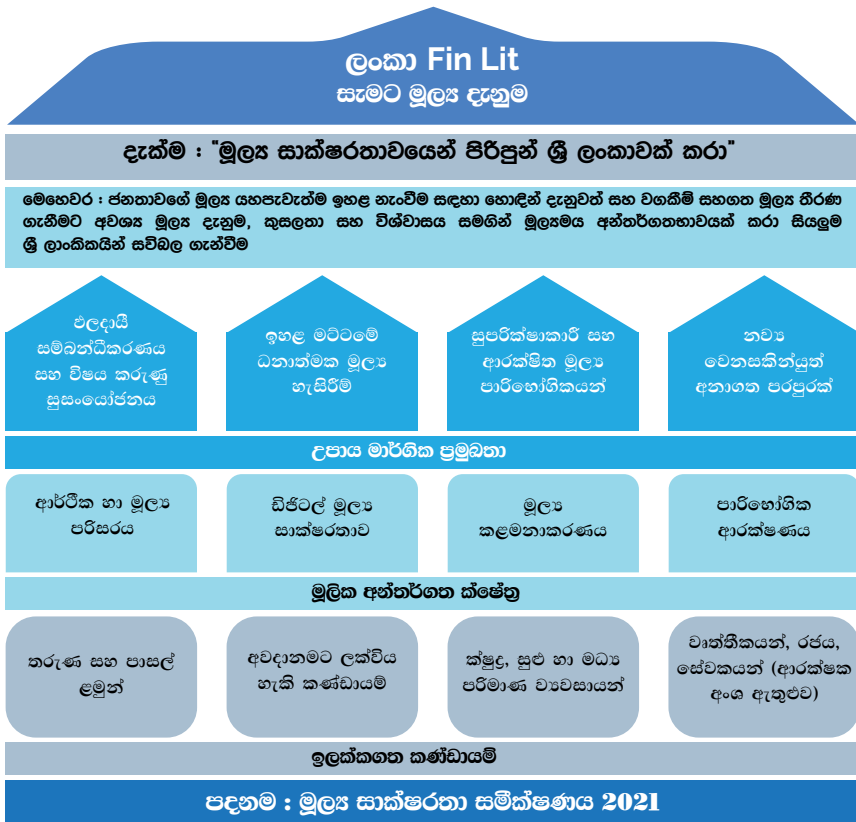 ලංකා Fin Lit
සැමට මූල්‍ය දැනුම
දැක්ම : "මූල්‍ය සාක්ෂරතාවයෙන් පිරිපුන් ශ්‍රී ලංකාවක් කරා"
මෙහෙවර : ජනතාවගේ මූල්‍ය යහපැවැත්ම ඉහළ නැංවීම සඳහා හොඳින් දැනුවත් සහ වගකීම් සහගත මූල්‍ය තීරණ
ගැනීමට අවශ්‍ය මූල්‍ය දැනුම, කුසලතා සහ විශ්වාසය සමගින් මූල්‍යමය අන්තර්ගතභාවයක් කරා සියලුම
ශ්‍රී ලාංකිකයින් සවිබල ගැන්වීම
ඵලදායී
සම්බන්ධීකරණය
සහ විෂය කරුණු
සුසංයෝජනය
ඉහළ මට්ටමේ
ධනාත්මක මූල්‍ය
හැසිරීම්
සුපරික්ෂාකාරී සහ
ආරක්ෂිත මූල්‍ය
පාරිභෝගිකයන්
නව්‍ය
වෙනසකින්යුත්
අනාගත පරපුරක්
උපාය මාර්ගික ප්‍රමුඛතා
ආර්ථික හා මූල්‍ය
පරිසරය
ඩිජිටල් මූල්‍ය
සාක්ෂරතාව
මූල්‍ය
කළමනාකරණය
පාරිභෝගික
ආරක්ෂණය
මූලික අන්තර්ගත ක්ෂේත්‍ර
තරුණ සහ පාසල්
ළමුන්
අවදානමට ලක්විය
හැකි කණ්ඩායම්
ක්ෂුද්‍ර, සුළු හා මධ්‍ය
පරිමාණ ව්‍යවසායන්
වෘත්තීකයන්, රජය,
සේවකයන් (ආරක්ෂක
අංශ ඇතුළුව)
ඉලක්කගත කණ්ඩායම්
පදනම : මූල්‍ය සාක්ෂරතා සමීක්ෂණය 2021